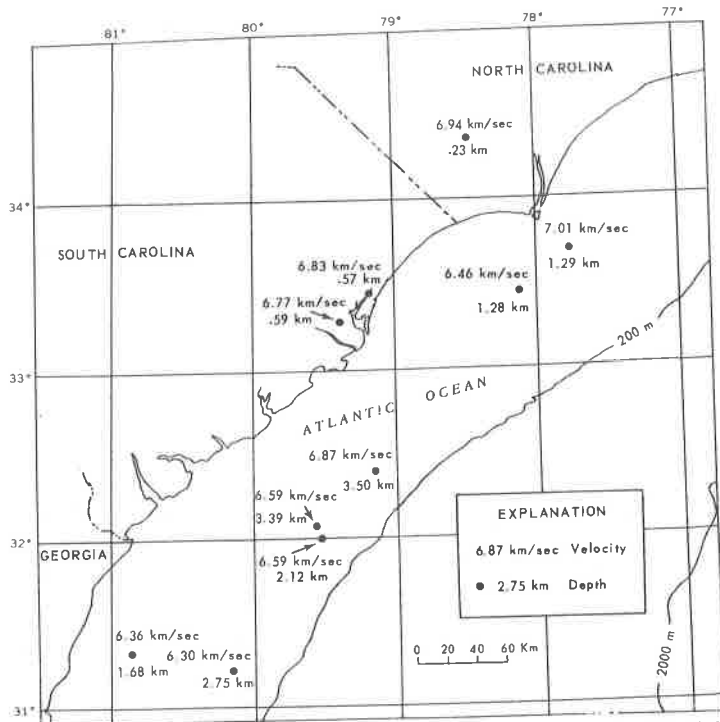 81°
80°
79°
78°
77°
NORTH CAROLINA
6.94 km/sec
.23 km
34°
7.01 km/sec
1.29 km
SOUTH CAROLINA
6.83 km/sec
.57 km
6.46 km/sec
1.28 km
6.77 km/sec
.59 km
200 m
33°
ATLANTIC OCEAN
6.87 km/sec
3.50 km
6.59 km/sec
3.39 km
EXPLANATION
6.87 km/sec Velocity
2.75 km Depth
32°
GEORGIA
6.59 km/sec
2.12 km
6.36 km/sec
1.68 km
6.30 km/sec
2.75 km
0 20 40 60 Km
2000 m
31°